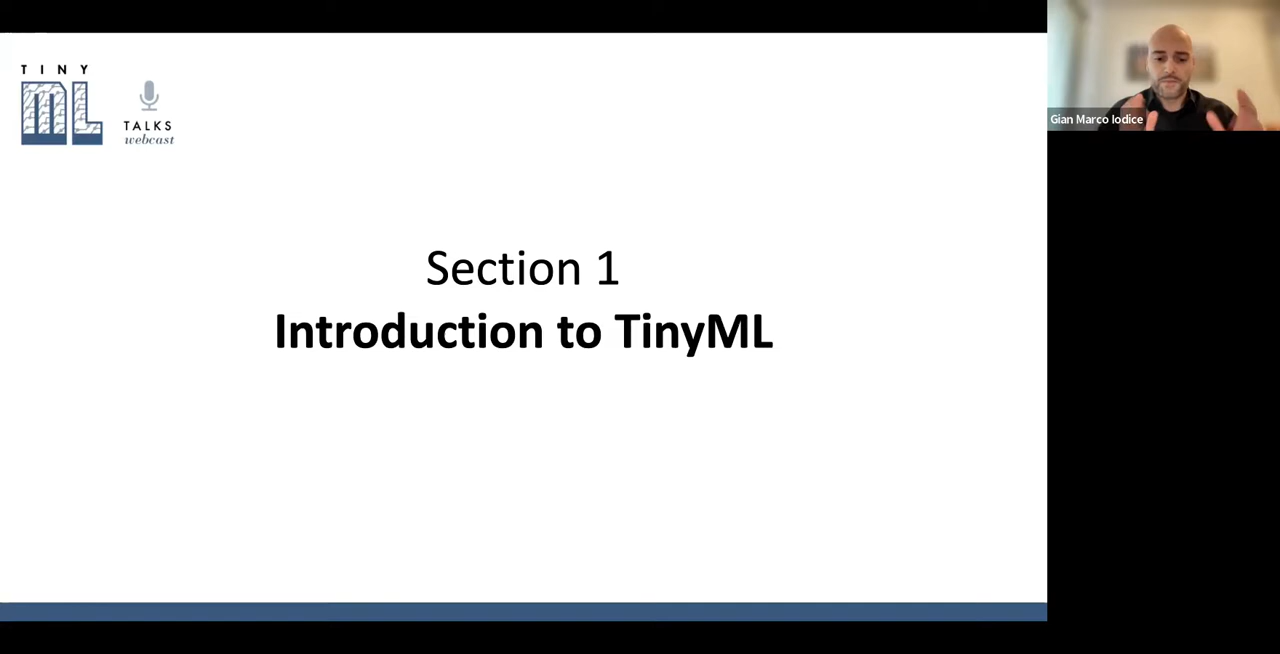 TINY
ML
TALKS
webcast
Gian Marco Iodice
Section 1
Introduction to TinyML